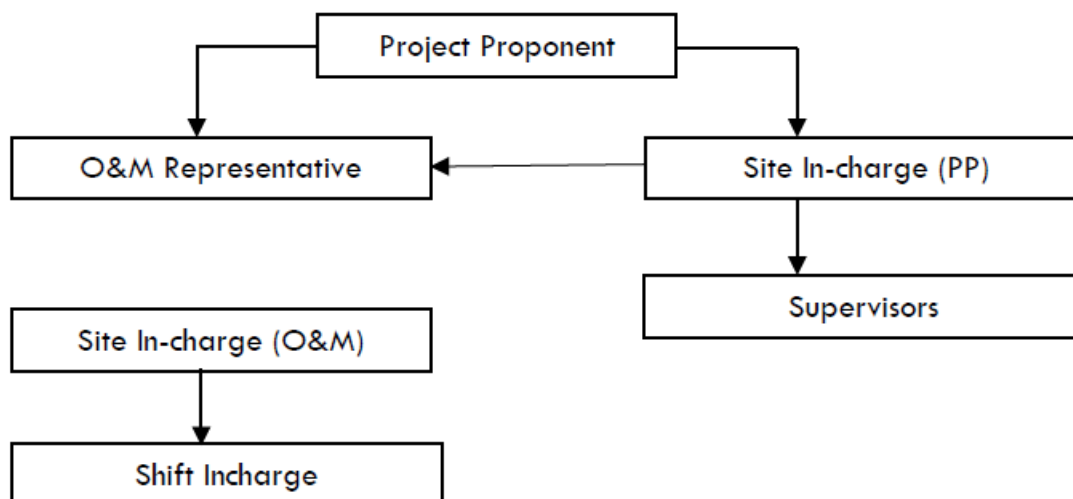 Project Proponent
O&M Representative
Site In-charge (PP)
Supervisors
Site In-charge (O&M)
Shift Incharge